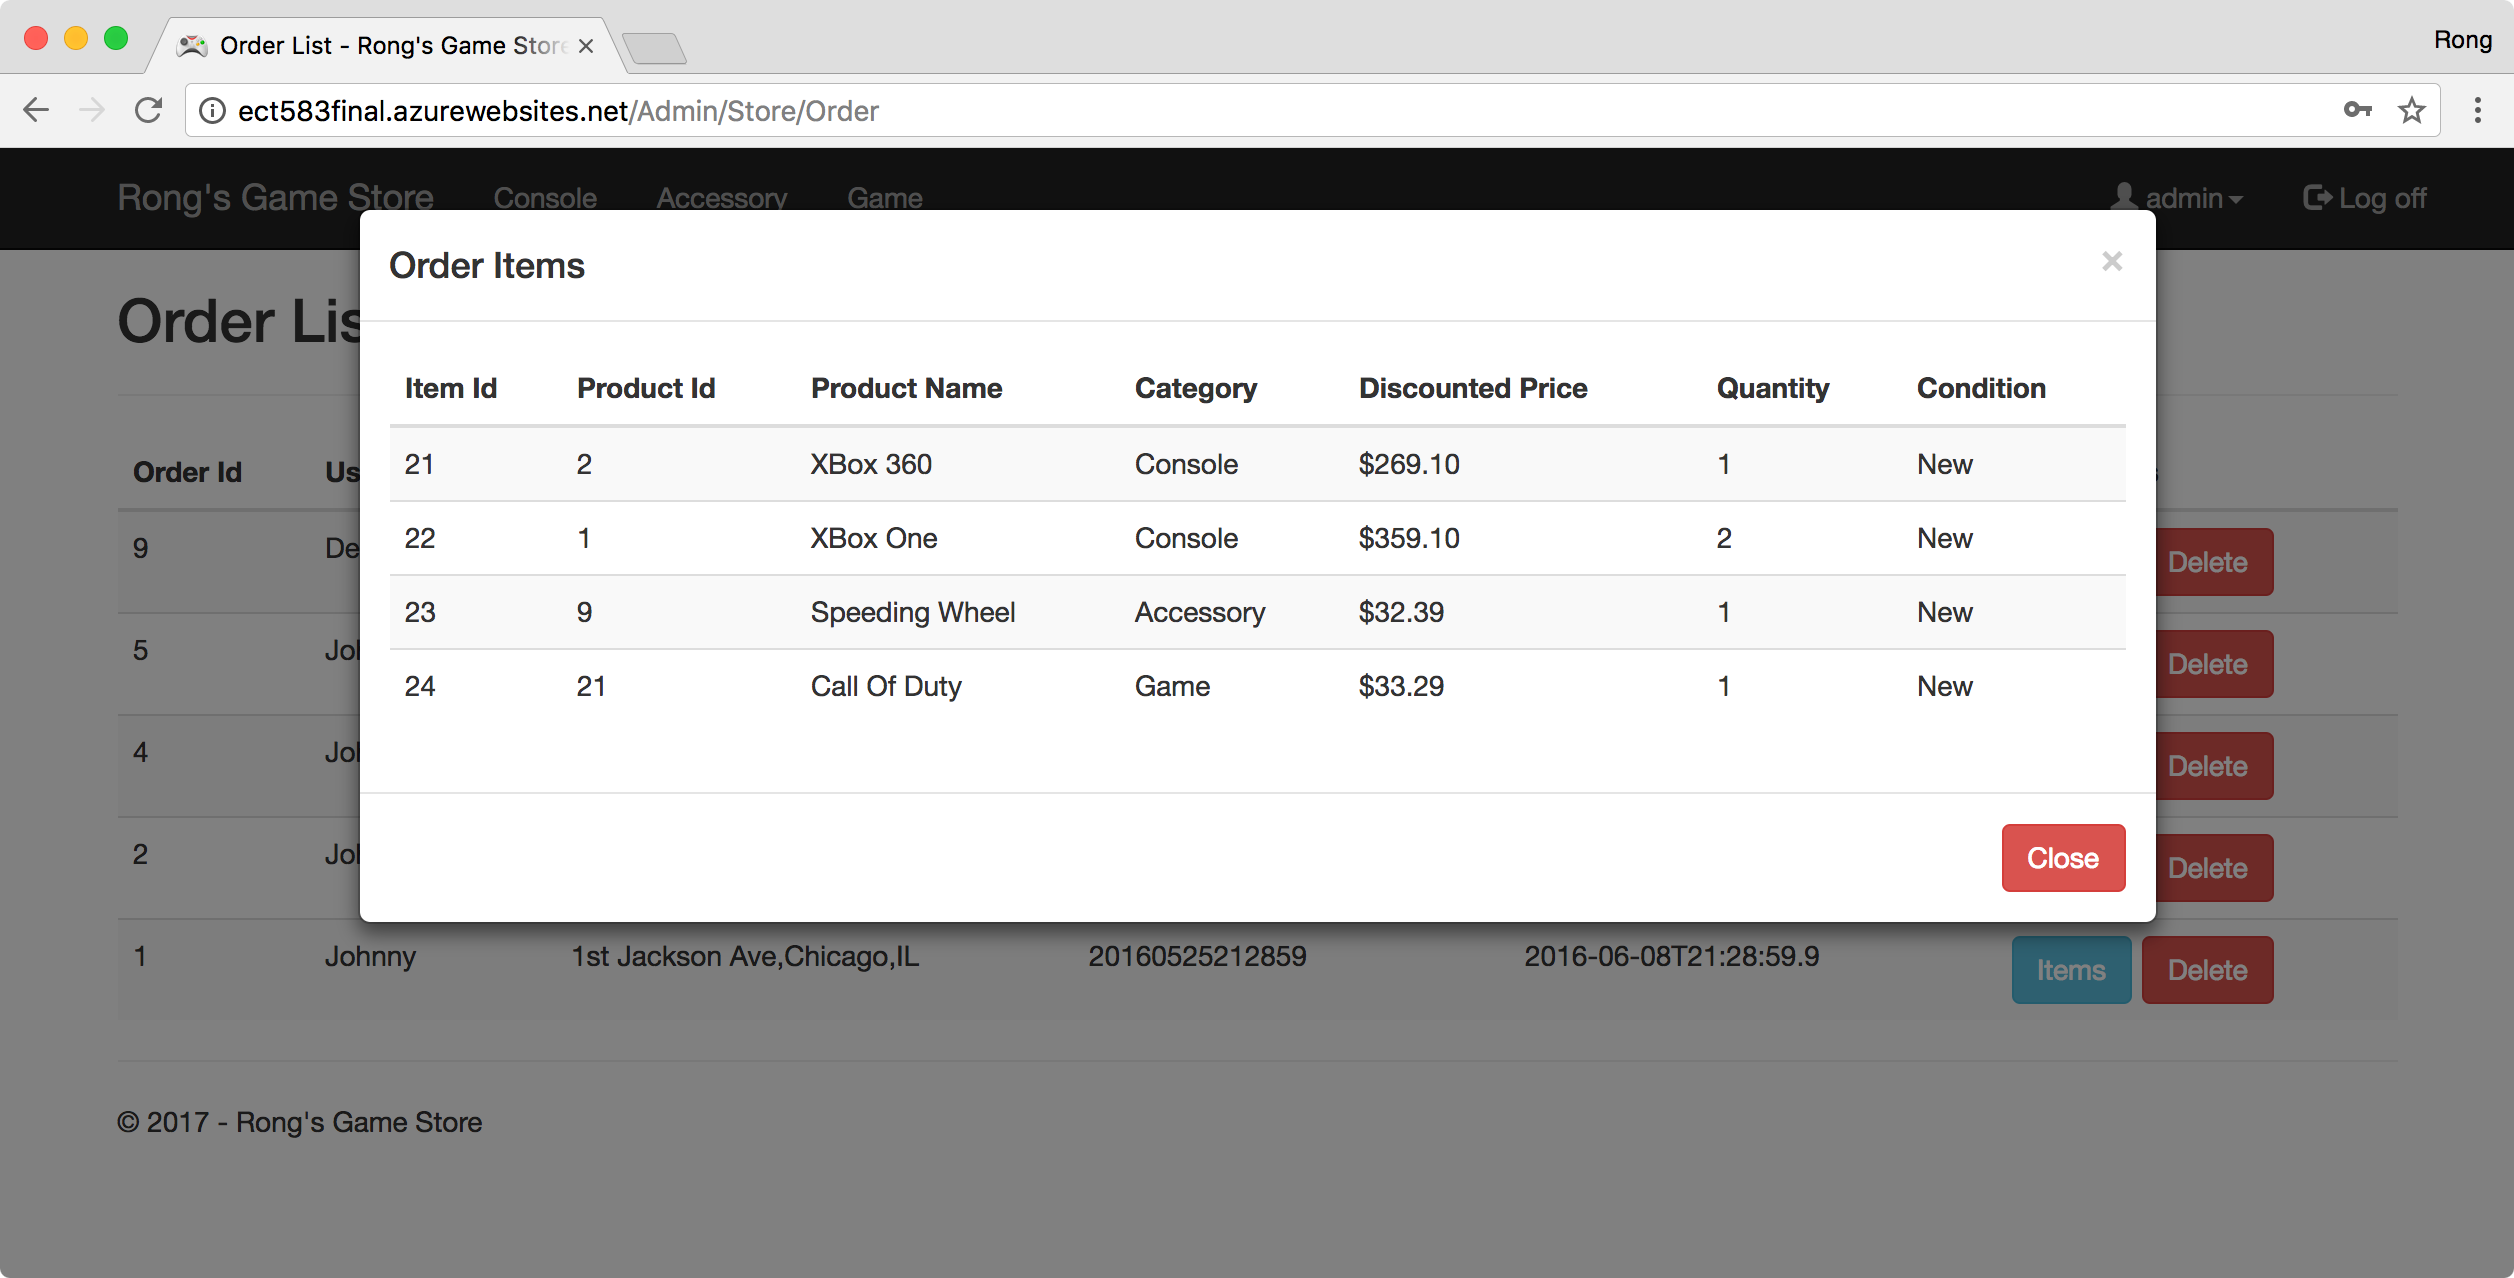 Order List - Rong's Game Store
Rong
ect583final.azurewebsites.net/Admin/Store/Order
Rong's Game Store Console Accessory Game admin Log off
Order Items ×
Order Lis
Item Id Product Id Product Name Category Discounted Price Quantity Condition
21 2 XBox 360 Console $269.10 1 New
22 1 XBox One Console $359.10 2 New
23 9 Speeding Wheel Accessory $32.39 1 New
24 21 Call Of Duty Game $33.29 1 New
Close
Order Id Us
9 De Delete
5 Joh Delete
4 Joh Delete
2 Joh Delete
1 Johnny 1st Jackson Ave,Chicago,IL 20160525212859 2016-06-08T21:28:59.9 Items Delete
© 2017 - Rong's Game Store